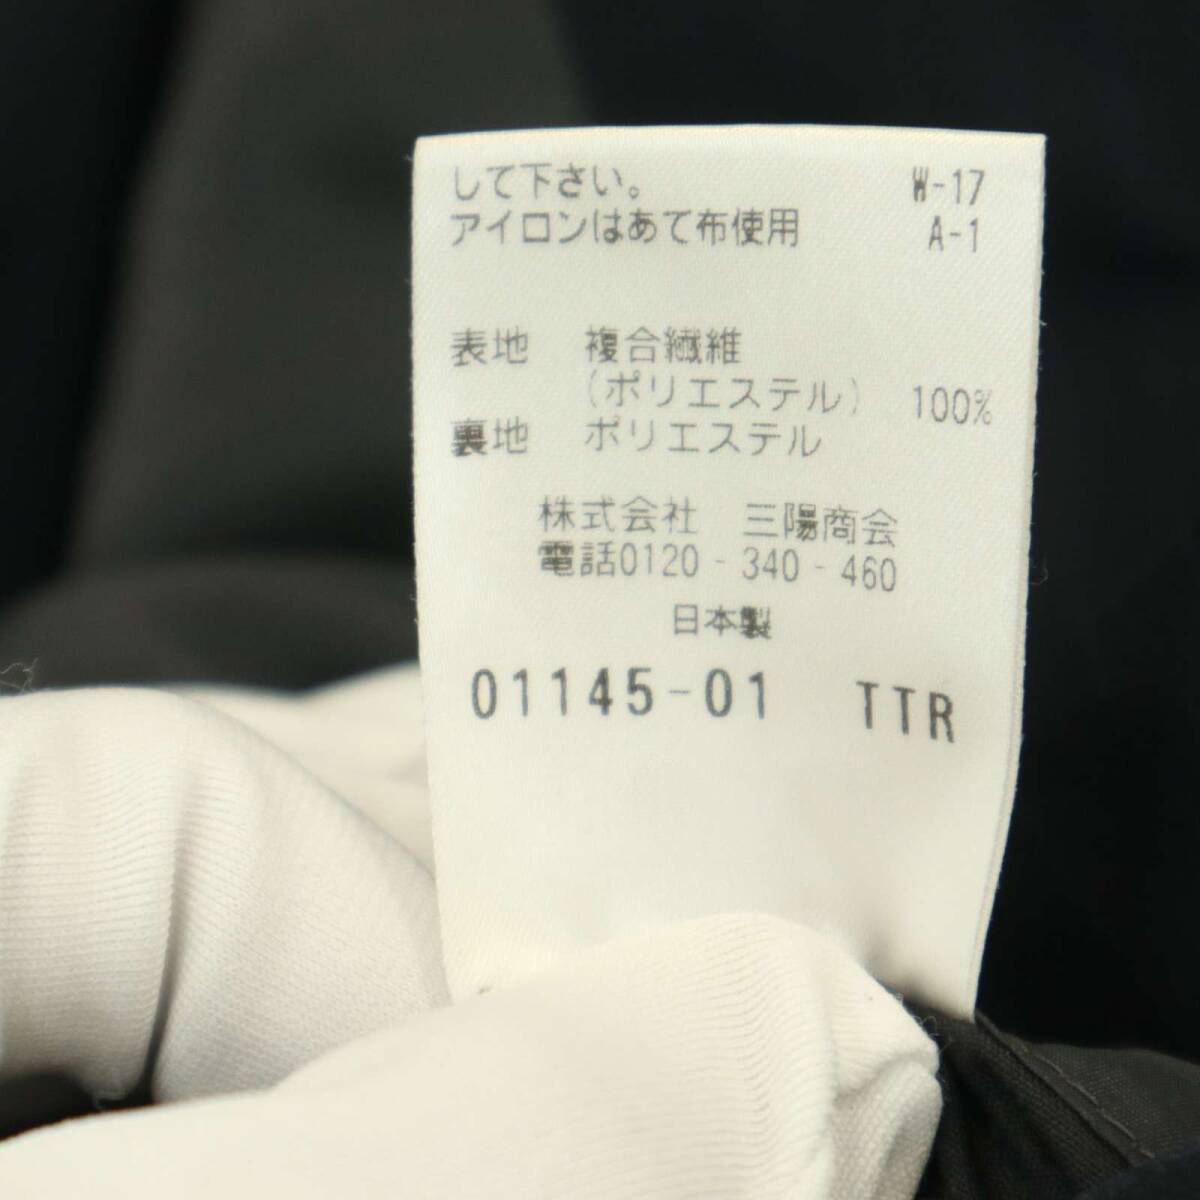 して下さい。 W-17
アイロンはあて布使用 A-1
表地 複合繊維
(ポリエステル) 100%
裏地 ポリエステル
株式会社 三陽商会
電話0120-340-460
日本製
01145-01 TTR